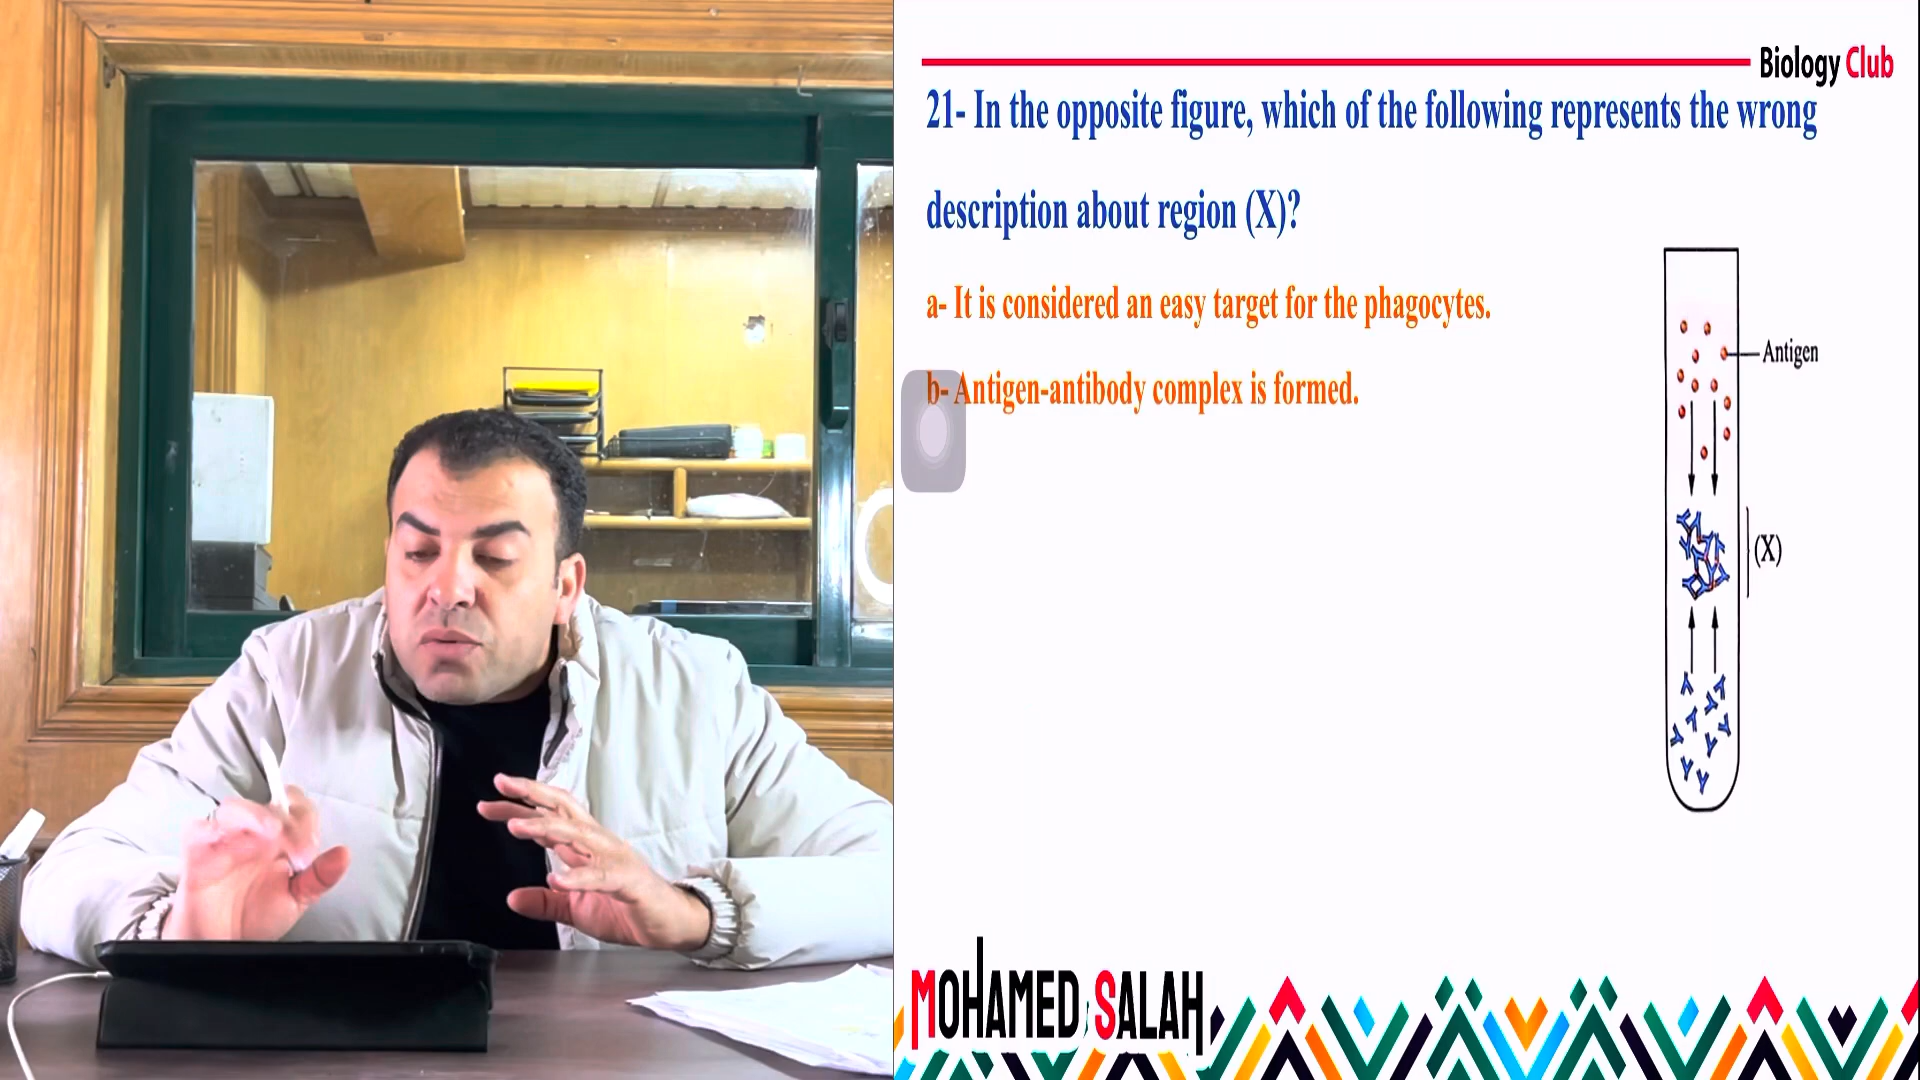 Biology Club
21- In the opposite figure, which of the following represents the wrong
description about region (X)?
a- It is considered an easy target for the phagocytes.
b- Antigen-antibody complex is formed.
Antigen
(X)
MOHAMED SALAH